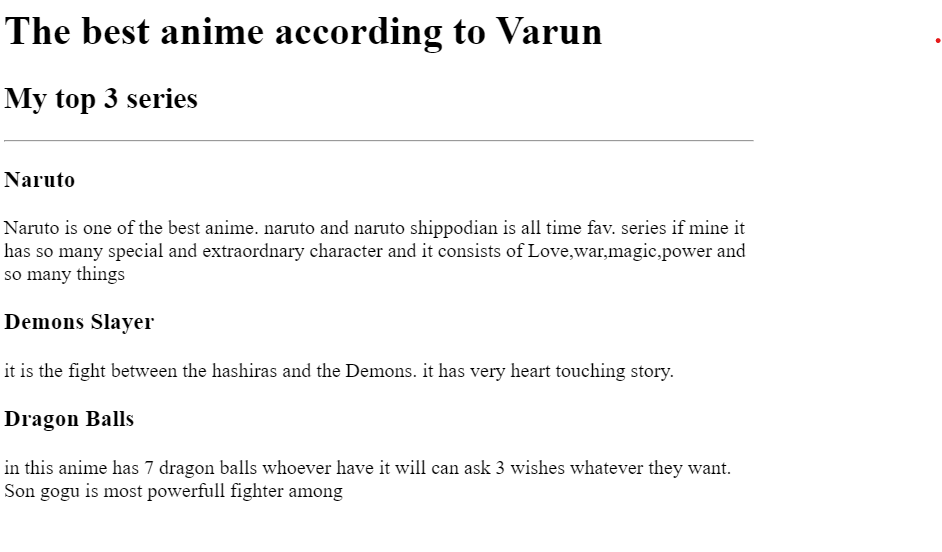 The best anime according to Varun
My top 3 series
Naruto
Naruto is one of the best anime. naruto and naruto shippodian is all time fav. series if mine it
has so many special and extraordnary character and it consists of Love,war,magic,power and
so many things
Demons Slayer
it is the fight between the hashiras and the Demons. it has very heart touching story.
Dragon Balls
in this anime has 7 dragon balls whoever have it will can ask 3 wishes whatever they want.
Son gogu is most powerfull fighter among